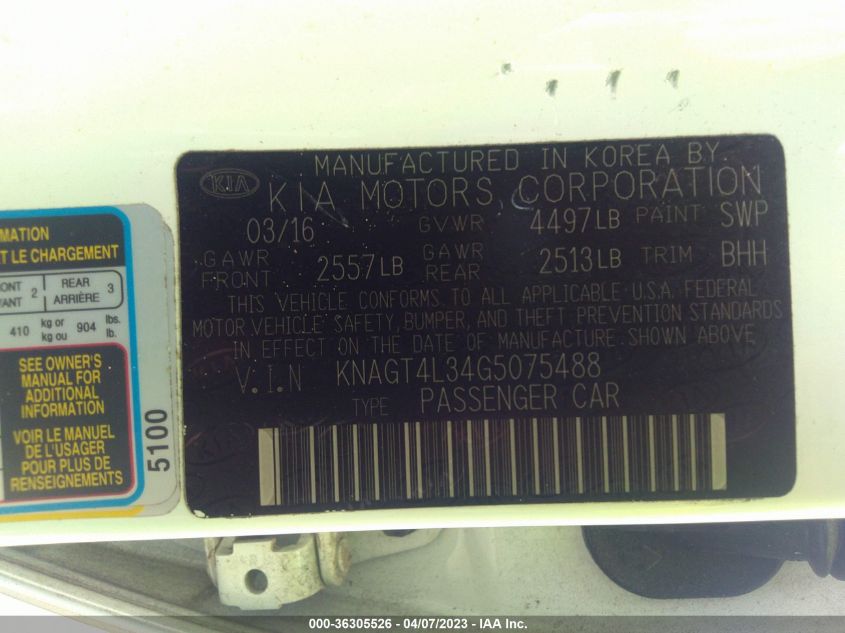 MANUFACTURED IN KOREA BY
KIA KIA MOTORS CORPORATION
03/16 GVWR 4497LB PAINT SWP
GAWR FRONT 2557LB GAWR REAR 2513LB TRIM BHH
THIS VEHICLE CONFORMS TO ALL APPLICABLE U.S.A. FEDERAL
MOTOR VEHICLE SAFETY, BUMPER, AND THEFT PREVENTION STANDARDS
IN EFFECT ON THE DATE OF MANUFACTURE SHOWN ABOVE
V.I.N KNAGT4L34G5075488
TYPE PASSENGER CAR
ET LE CHARGEMENT
2 REAR 3
ARRIÈRE
410 kg or 904 lbs.
kg ou lb.
SEE OWNER'S
MANUAL FOR
ADDITIONAL
INFORMATION
VOIR LE MANUEL
DE L'USAGER
POUR PLUS DE
RENSEIGNEMENTS
5100
000-36305526 - 04/07/2023 - IAA Inc.